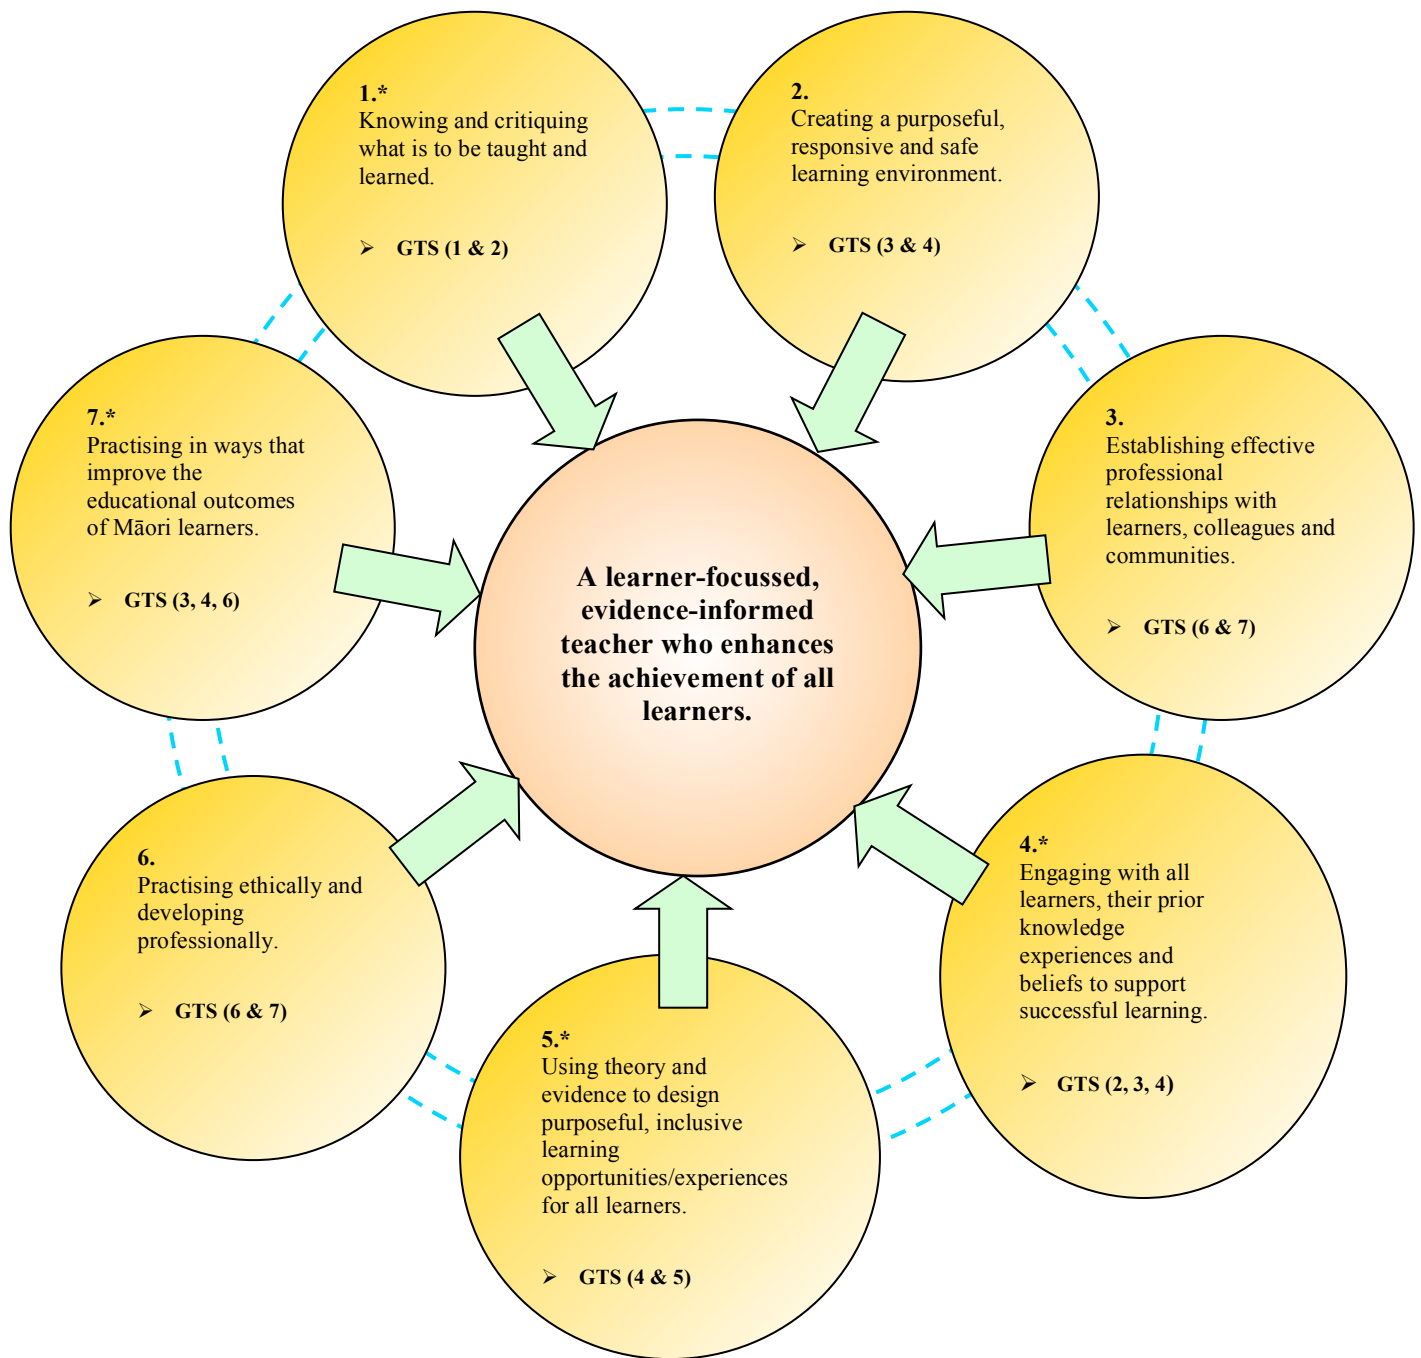 1.*
Knowing and critiquing
what is to be taught and
learned.
➢ GTS (1 & 2)
2.
Creating a purposeful,
responsive and safe
learning environment.
➢ GTS (3 & 4)
3.
Establishing effective
professional
relationships with
learners, colleagues and
communities.
➢ GTS (6 & 7)
4.*
Engaging with all
learners, their prior
knowledge
experiences and
beliefs to support
successful learning.
➢ GTS (2, 3, 4)
5.*
Using theory and
evidence to design
purposeful, inclusive
learning
opportunities/experiences
for all learners.
➢ GTS (4 & 5)
6.
Practising ethically and
developing
professionally.
➢ GTS (6 & 7)
7.*
Practising in ways that
improve the
educational outcomes
of Māori learners.
➢ GTS (3, 4, 6)
A learner-focussed,
evidence-informed
teacher who enhances
the achievement of all
learners.